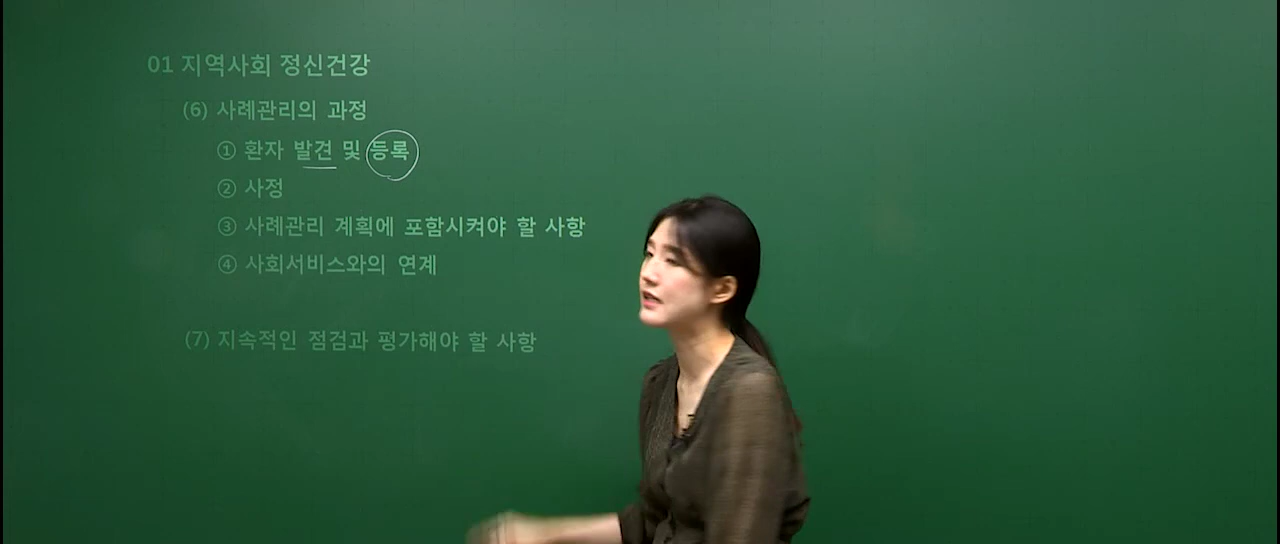 01 지역사회 정신건강
(6) 사례관리의 과정
① 환자 발견 및 등록
② 사정
③ 사례관리 계획에 포함시켜야 할 사항
④ 사회서비스와의 연계
(7) 지속적인 점검과 평가해야 할 사항